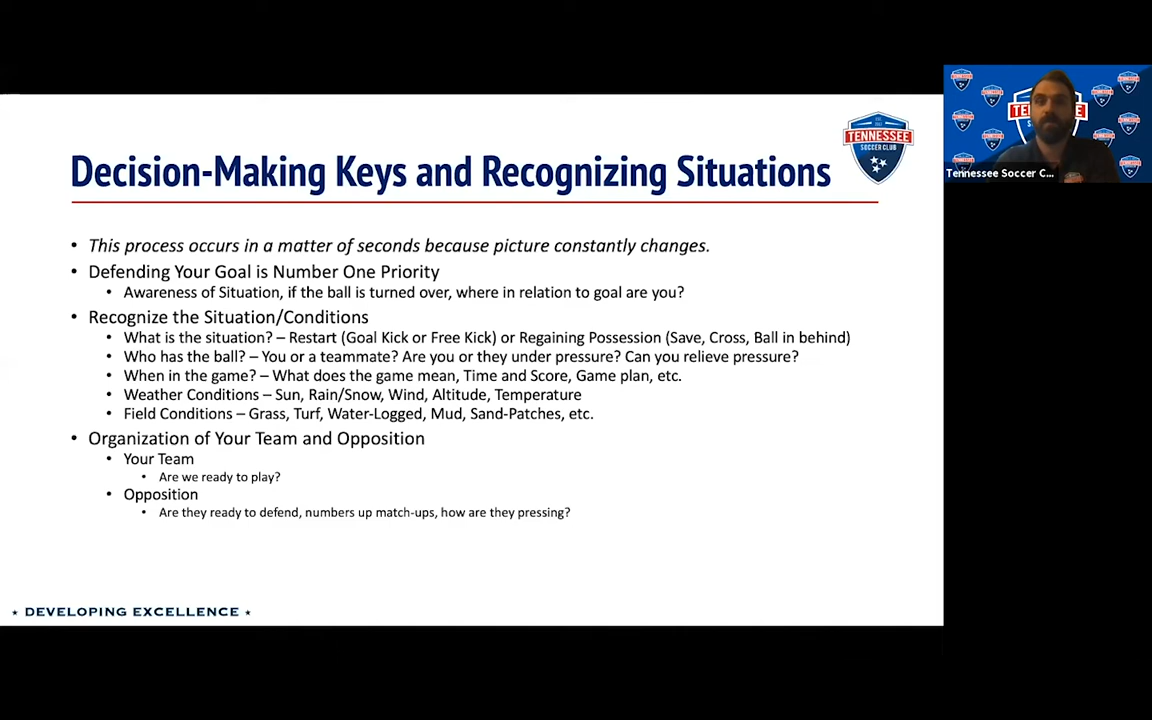 TENNESSEE
SOCCER CLUB
Tennessee Soccer C...
Decision-Making Keys and Recognizing Situations
• This process occurs in a matter of seconds because picture constantly changes.
• Defending Your Goal is Number One Priority
• Awareness of Situation, if the ball is turned over, where in relation to goal are you?
• Recognize the Situation/Conditions
• What is the situation? – Restart (Goal Kick or Free Kick) or Regaining Possession (Save, Cross, Ball in behind)
• Who has the ball? – You or a teammate? Are you or they under pressure? Can you relieve pressure?
• When in the game? – What does the game mean, Time and Score, Game plan, etc.
• Weather Conditions – Sun, Rain/Snow, Wind, Altitude, Temperature
• Field Conditions – Grass, Turf, Water-Logged, Mud, Sand-Patches, etc.
• Organization of Your Team and Opposition
• Your Team
• Are we ready to play?
• Opposition
• Are they ready to defend, numbers up match-ups, how are they pressing?
★ DEVELOPING EXCELLENCE ★